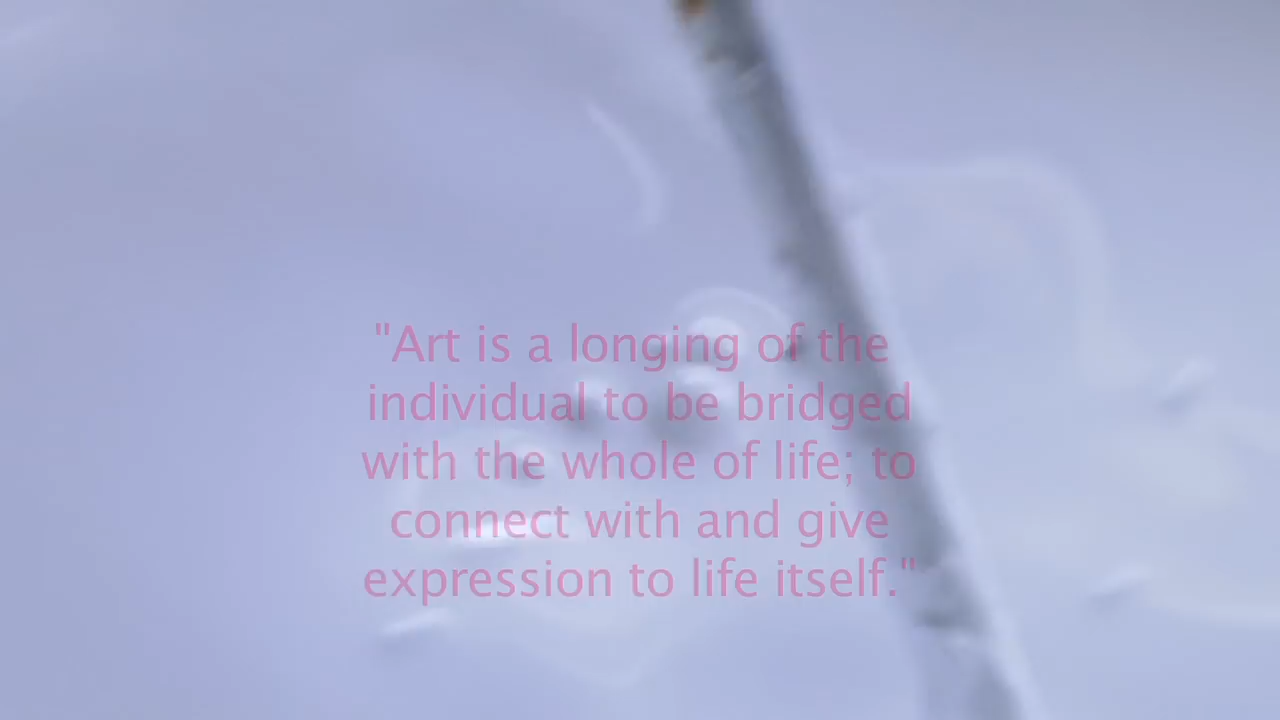 "Art is a longing of the
individual to be bridged
with the whole of life; to
connect with and give
expression to life itself."